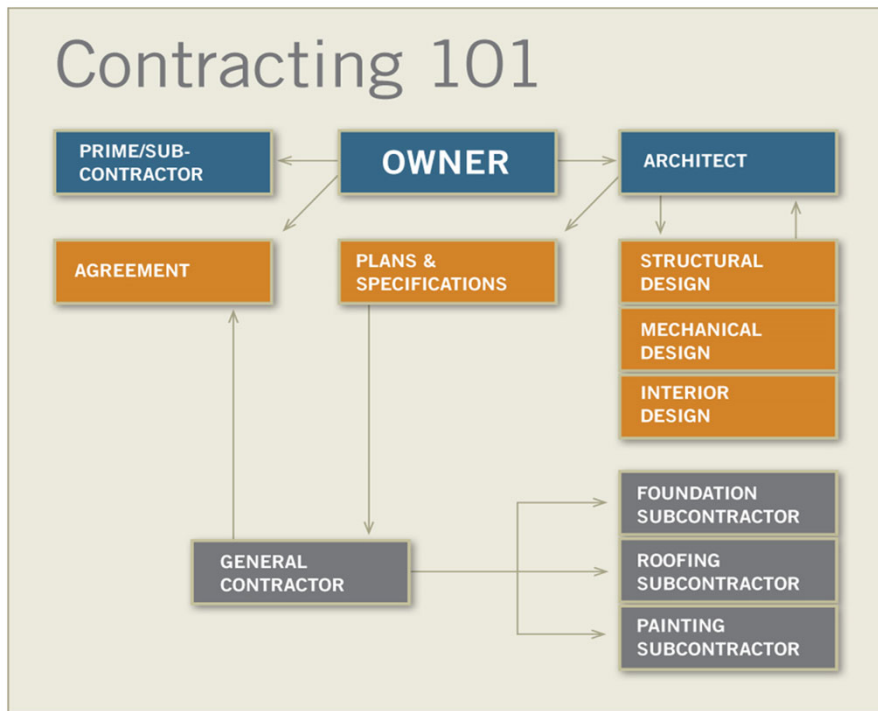 Contracting 101
PRIME/SUB-
CONTRACTOR
OWNER
ARCHITECT
AGREEMENT
PLANS &
SPECIFICATIONS
STRUCTURAL
DESIGN
MECHANICAL
DESIGN
INTERIOR
DESIGN
GENERAL
CONTRACTOR
FOUNDATION
SUBCONTRACTOR
ROOFING
SUBCONTRACTOR
PAINTING
SUBCONTRACTOR